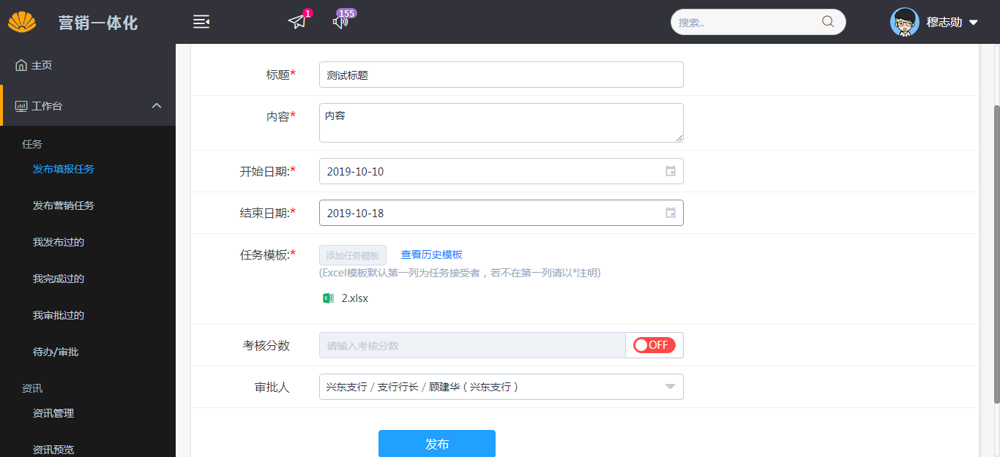 营销一体化
1
155
搜索..
穆志勋
主页
工作台
任务
发布填报任务
发布营销任务
我发布过的
我完成过的
我审批过的
待办/审批
资讯
资讯管理
资讯预览
标题*
测试标题
内容*
内容
开始日期:*
2019-10-10
结束日期:*
2019-10-18
任务模板:*
添加任务模板 查看历史模板
(Excel模板默认第一列为任务接受者，若不在第一列请以*注明)
2.xlsx
考核分数
请输入考核分数
OFF
审批人
兴东支行 / 支行行长 / 顾建华（兴东支行）
发布